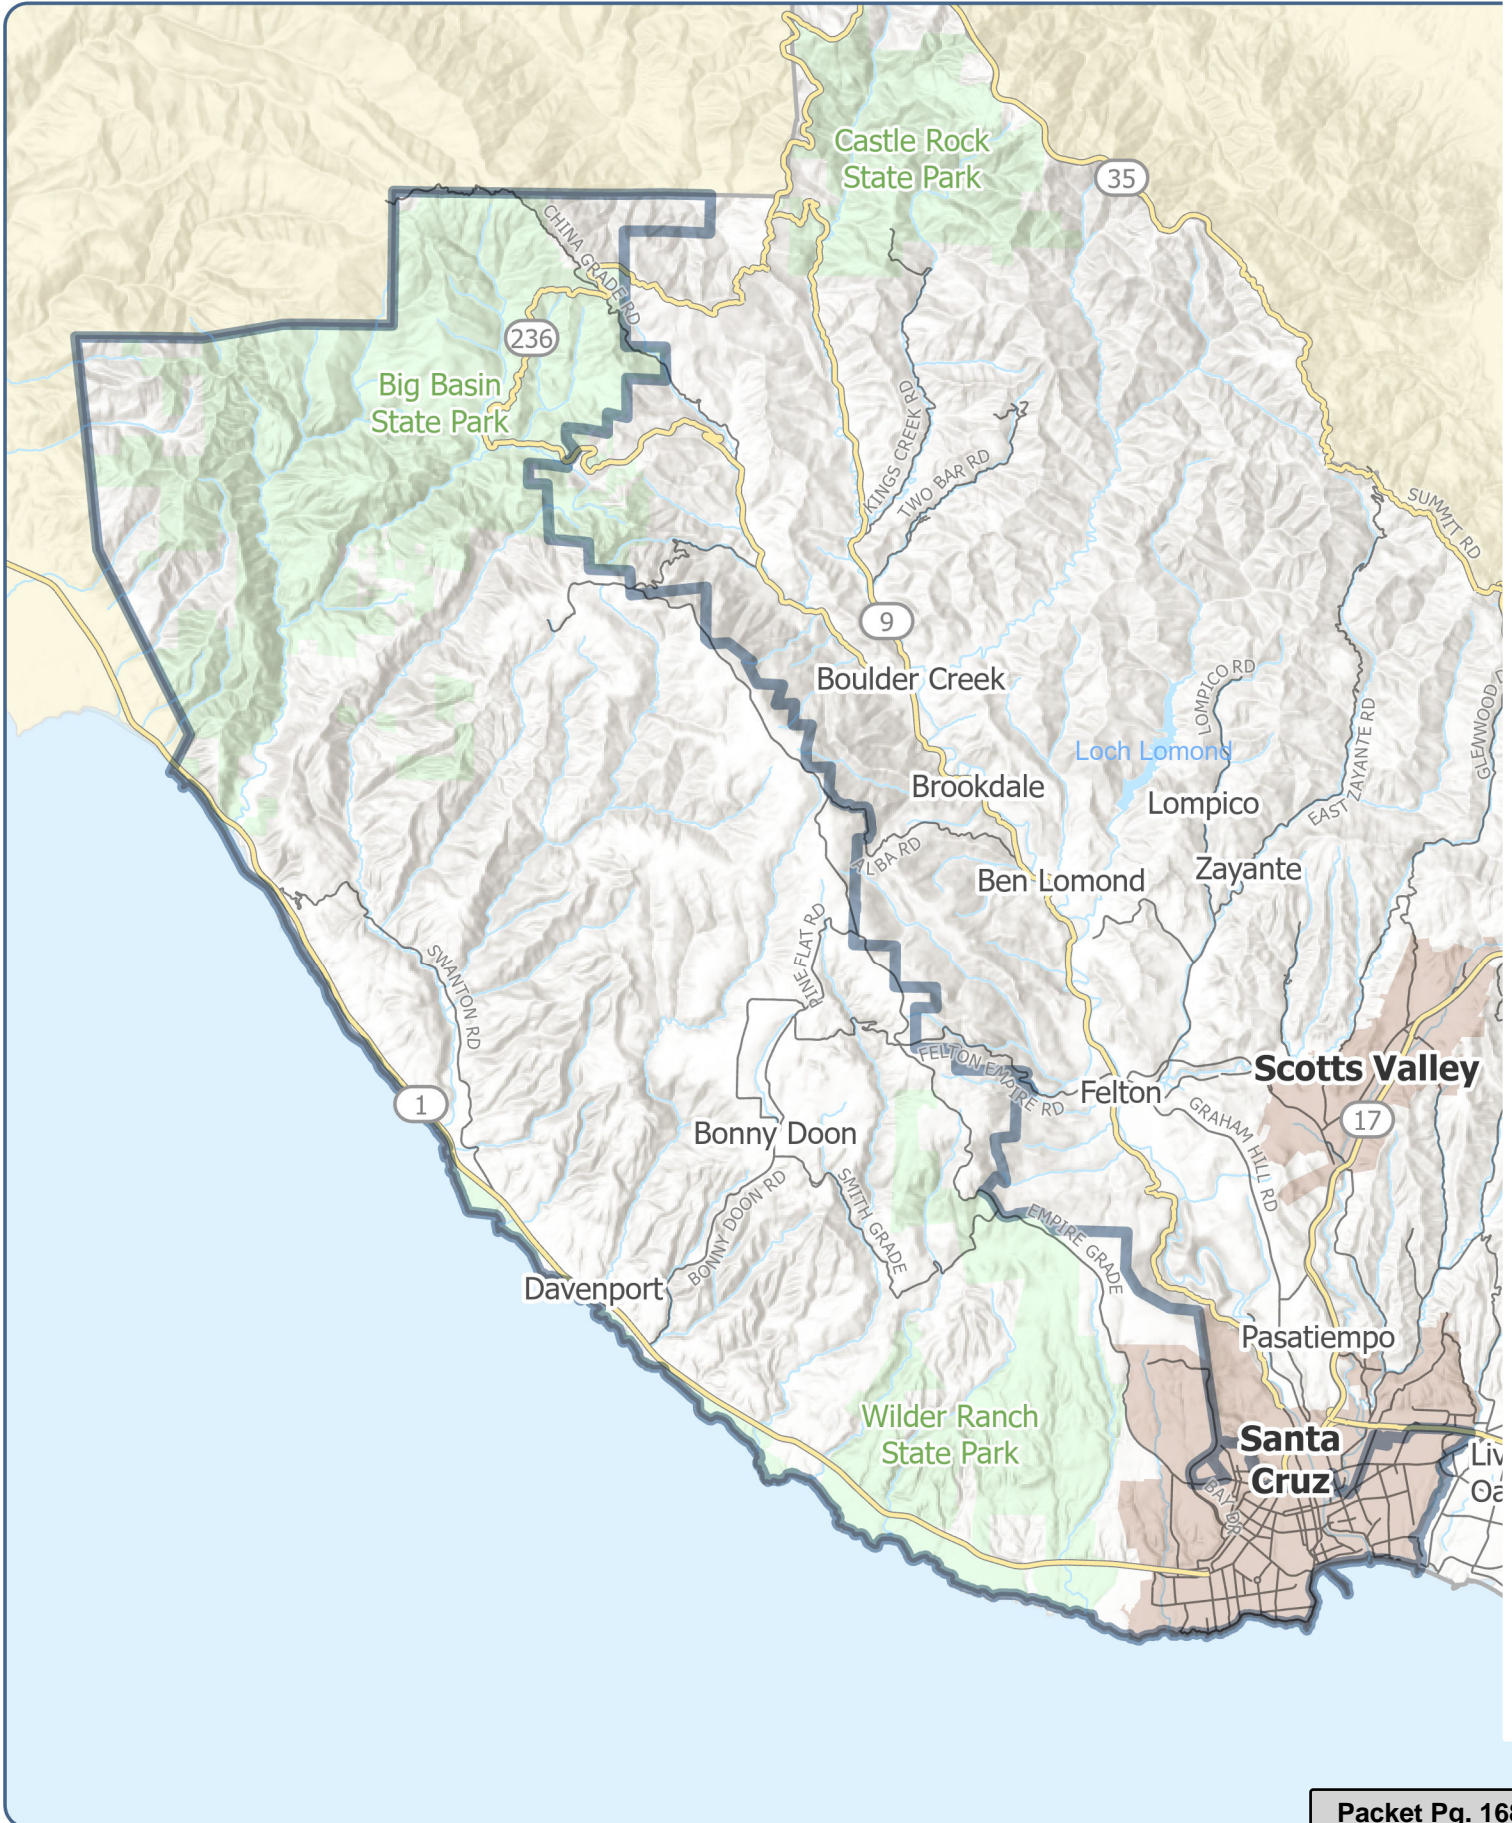 Castle Rock
State Park
35
CHINA GRADE RD
236
Big Basin
State Park
KINGS CREEK RD
TWO BAR RD
SUMMIT RD
9
Boulder Creek
LOMPICO RD
Loch Lomond
EAST ZAYANTE RD
GLENWOOD
Brookdale
Lompico
ALBA RD
Ben Lomond
Zayante
PINE FLAT RD
SWANTON RD
FELTON EMPIRE RD
Scotts Valley
Felton
1
GRAHAM HILL RD
17
Bonny Doon
BONNY DOON RD
SMITH GRADE
EMPIRE GRADE
Davenport
Pasatiempo
Wilder Ranch
State Park
Santa
Cruz
Liv
Oa
BAY DR
Packet Pg. 168